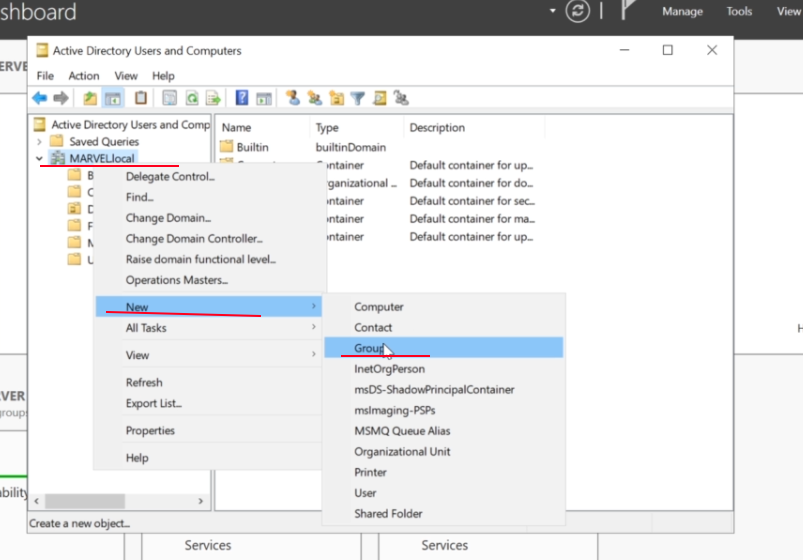 shboard
Manage Tools View
Active Directory Users and Computers
File Action View Help
Active Directory Users and Comp
Saved Queries
MARVEL.local
Name Type Description
Builtin builtinDomain
Container Default container for up...
rganizational ... Default container for do...
ontainer Default container for sec...
ontainer Default container for ma...
ontainer Default container for up...
B
C
D
F
M
U
Delegate Control...
Find...
Change Domain...
Change Domain Controller...
Raise domain functional level...
Operations Masters...
New
All Tasks
View
Refresh
Export List...
Properties
Help
Computer
Contact
Group
InetOrgPerson
msDS-ShadowPrincipalContainer
msImaging-PSPs
MSMQ Queue Alias
Organizational Unit
Printer
User
Shared Folder
Create a new object...
ERVE
VER
groups
ability
H
Services Services